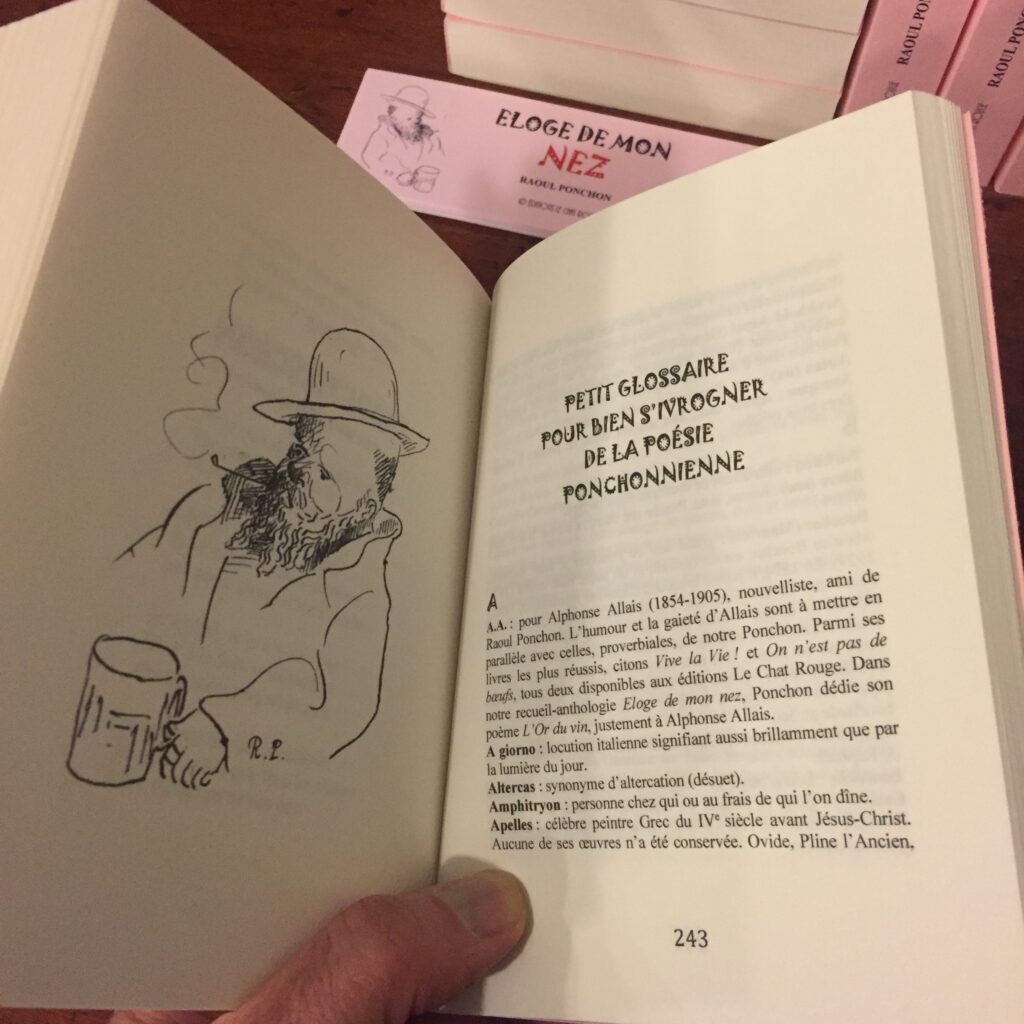 RAOUL PO
RAOUL PO
ELOGE DE MON
NEZ
RAOUL PONCHON
© EDITIONS LE CHAT
R.P.
PETIT GLOSSAIRE
POUR BIEN S'IVROGNER
DE LA POÉSIE
PONCHONNIENNE
A
A.A. : pour Alphonse Allais (1854-1905), nouvelliste, ami de
Raoul Ponchon. L'humour et la gaieté d'Allais sont à mettre en
parallèle avec celles, proverbiales, de notre Ponchon. Parmi ses
livres les plus réussis, citons Vive la Vie ! et On n'est pas de
bœufs, tous deux disponibles aux éditions Le Chat Rouge. Dans
notre recueil-anthologie Eloge de mon nez, Ponchon dédie son
poème L'Or du vin, justement à Alphonse Allais.
A giorno : locution italienne signifiant aussi brillamment que par
la lumière du jour.
Altercas : synonyme d'altercation (désuet).
Amphitryon : personne chez qui ou au frais de qui l'on dîne.
Apelles : célèbre peintre Grec du IVe siècle avant Jésus-Christ.
Aucune de ses œuvres n'a été conservée. Ovide, Pline l'Ancien,
243